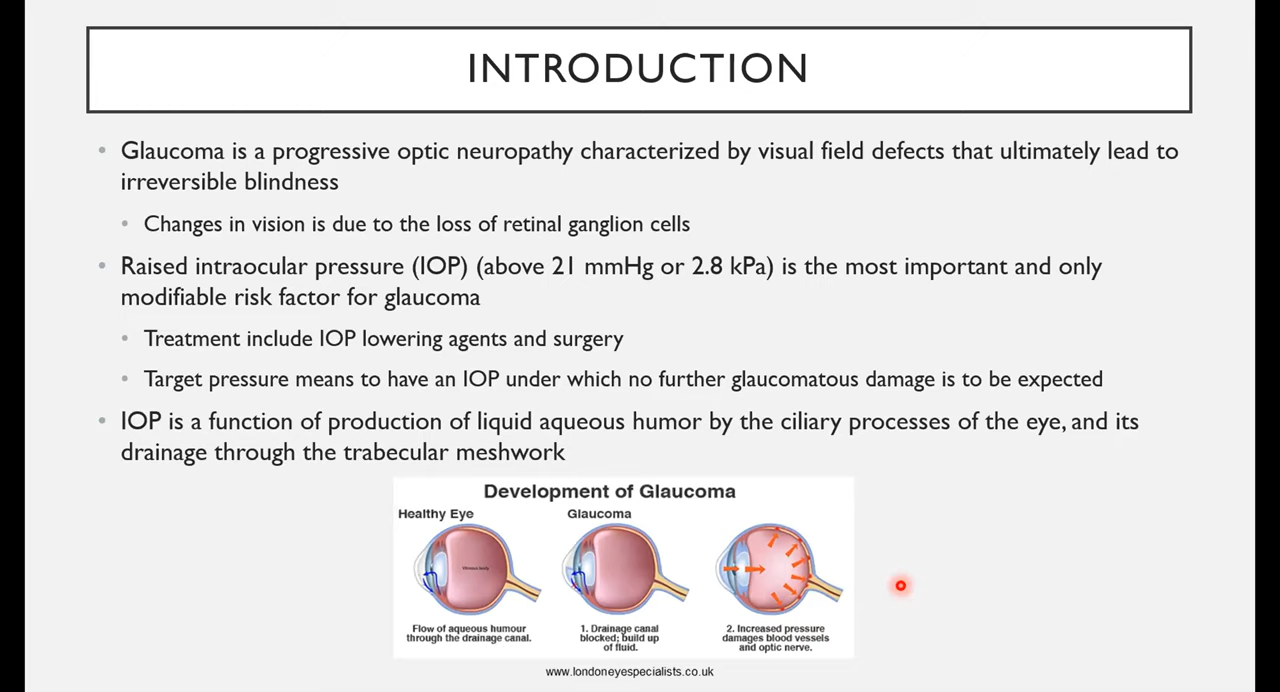 INTRODUCTION
• Glaucoma is a progressive optic neuropathy characterized by visual field defects that ultimately lead to
irreversible blindness
• Changes in vision is due to the loss of retinal ganglion cells
• Raised intraocular pressure (IOP) (above 21 mmHg or 2.8 kPa) is the most important and only
modifiable risk factor for glaucoma
• Treatment include IOP lowering agents and surgery
• Target pressure means to have an IOP under which no further glaucomatous damage is to be expected
• IOP is a function of production of liquid aqueous humor by the ciliary processes of the eye, and its
drainage through the trabecular meshwork
Development of Glaucoma
Healthy Eye
Glaucoma
Vitreous body
Flow of aqueous humour
through the drainage canal.
1. Drainage canal
blocked; build up
of fluid.
2. Increased pressure
damages blood vessels
and optic nerve.
www.londoneyespecialists.co.uk